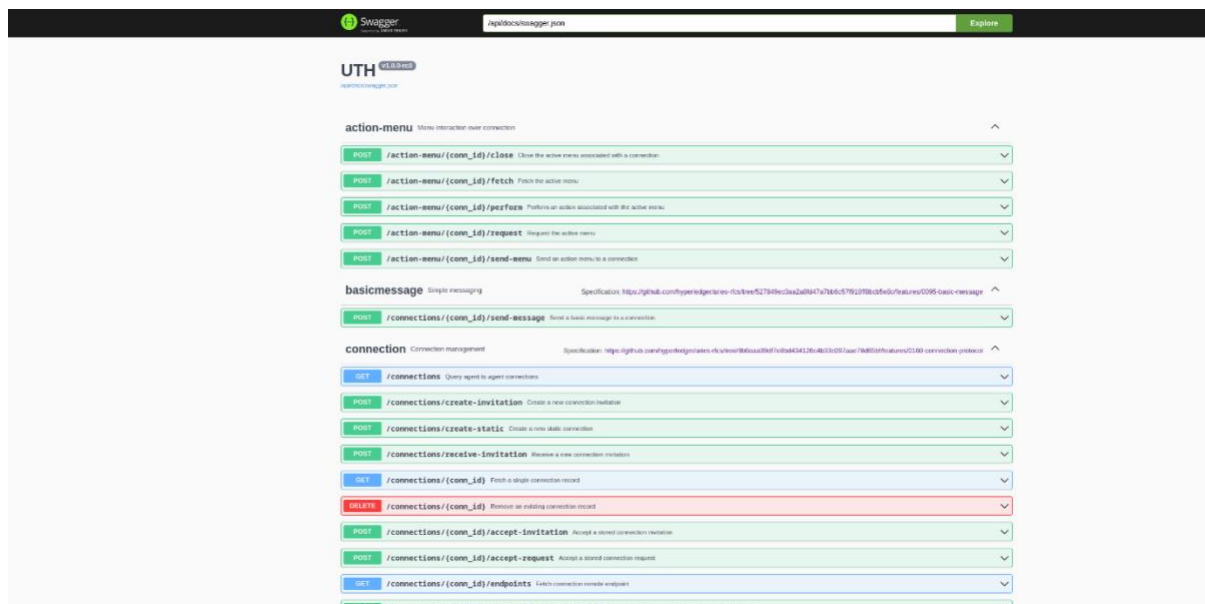 Swagger
/api/docs/swagger.json
Explore
UTH
v1.0.0-rc0
/api/docs/swagger.json
action-menu Menu interaction over connection
POST /action-menu/{conn_id}/close Close the active menu associated with a connection
POST /action-menu/{conn_id}/fetch Fetch the active menu
POST /action-menu/{conn_id}/perform Perform an action associated with the active menu
POST /action-menu/{conn_id}/request Request the active menu
POST /action-menu/{conn_id}/send-menu Send an action menu to a connection
basicmessage Simple messaging Specification:
POST /connections/{conn_id}/send-message Send a basic message to a connection
connection Connection management Specification:
GET /connections Query agent to agent connections
POST /connections/create-invitation Create a new connection invitation
POST /connections/create-static Create a new static connection
POST /connections/receive-invitation Receive a new connection invitation
GET /connections/{conn_id} Fetch a single connection record
DELETE /connections/{conn_id} Remove an existing connection record
POST /connections/{conn_id}/accept-invitation Accept a stored connection invitation
POST /connections/{conn_id}/accept-request Accept a stored connection request
GET /connections/{conn_id}/endpoints Fetch connection remote endpoint